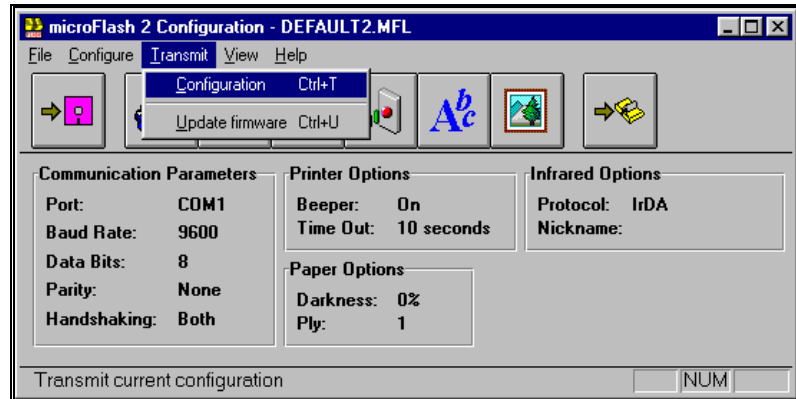 microFlash 2 Configuration - DEFAULT2.MFL
File Configure Transmit View Help
Configuration Ctrl+T
Update firmware Ctrl+U
Abc
Communication Parameters
Port: COM1
Baud Rate: 9600
Data Bits: 8
Parity: None
Handshaking: Both
Printer Options
Beeper: On
Time Out: 10 seconds
Paper Options
Darkness: 0%
Ply: 1
Infrared Options
Protocol: IrDA
Nickname:
Transmit current configuration
NUM